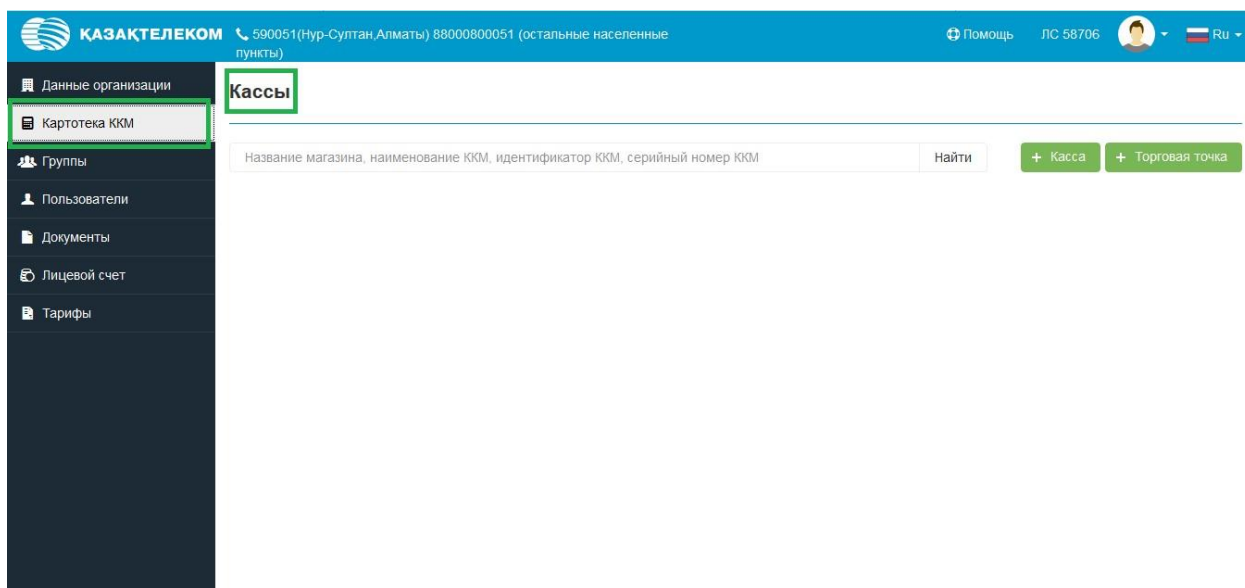 ҚАЗАҚТЕЛЕКОМ
590051(Нур-Султан,Алматы) 88000800051 (остальные населенные
пункты)
Помощь
ЛС 58706
Ru
Данные организации
Картотека ККМ
Группы
Пользователи
Документы
Лицевой счет
Тарифы
Кассы
Название магазина, наименование ККМ, идентификатор ККМ, серийный номер ККМ
Найти
+ Касса
+ Торговая точка